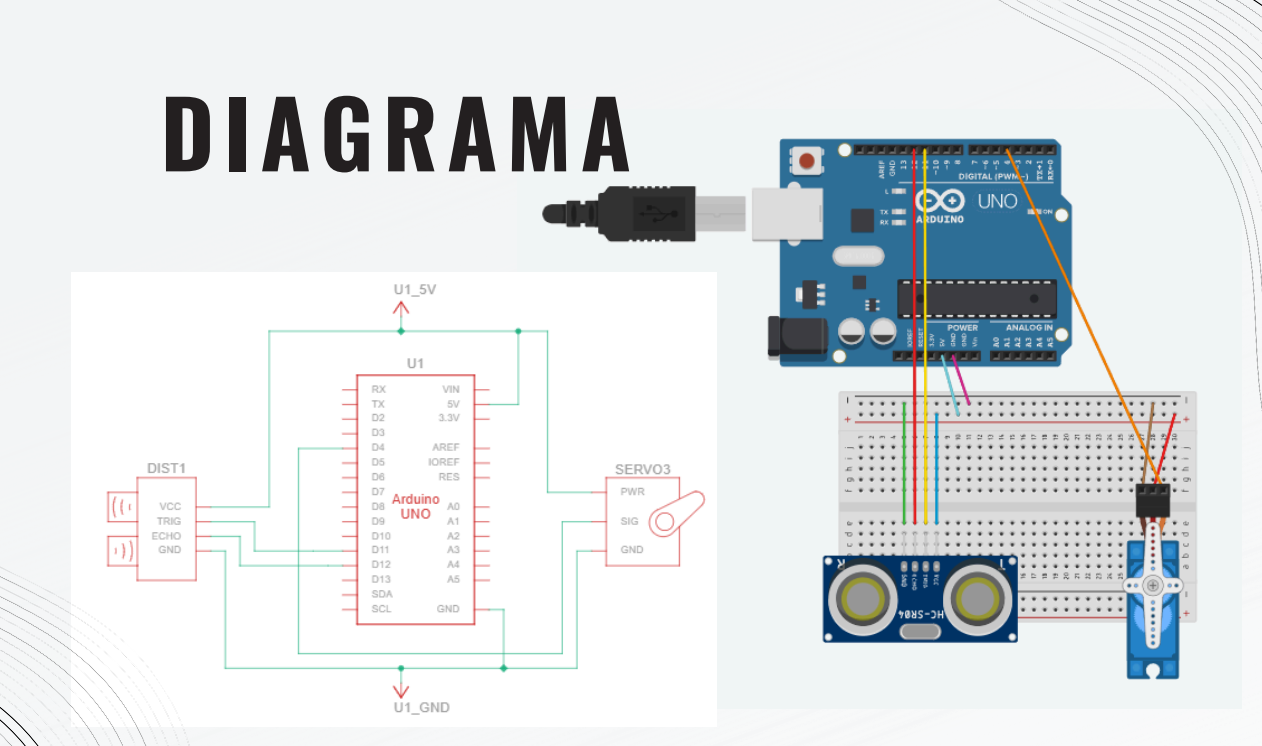 DIAGRAMA
U1_5V
U1
RX VIN
TX 5V
D2 3.3V
D3
D4 AREF
D5 IOREF
D6 RES
D7
D8 A0
D9 A1
D10 A2
D11 A3
D12 A4
D13 A5
SDA
SCL GND
Arduino
UNO
DIST1
VCC
TRIG
ECHO
GND
SERVO3
PWR
SIG
GND
U1_GND
AREF
GND
13
~10
~9
8
7
~6
~5
4
2
TX→1
RX←0
DIGITAL (PWM~)
L
TX
RX
UNO
ARDUINO
ON
POWER
ANALOG IN
IOREF
RESET
3.3V
5V
GND
GND
Vin
A0
A1
A2
A3
A4
A5
R
T
GND
ECHO
TRIG
VCC
HC-SR04